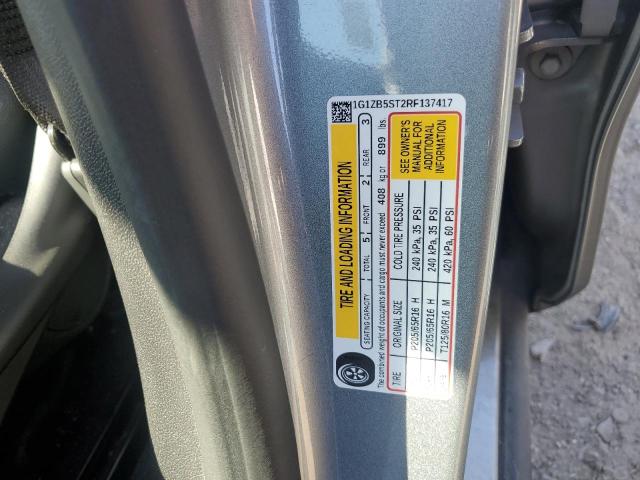 1G1ZB5ST2RF137417
TIRE AND LOADING INFORMATION
SEATING CAPACITY TOTAL 5 FRONT 2 REAR 3
The combined weight of occupants and cargo must never exceed 408 kg or 899 lbs.
TIRE ORIGINAL SIZE COLD TIRE PRESSURE
P205/65R16 H 240 kPa, 35 PSI
P205/65R16 H 240 kPa, 35 PSI
T125/80R16 M 420 kPa, 60 PSI
SEE OWNER'S
MANUAL FOR
ADDITIONAL
INFORMATION